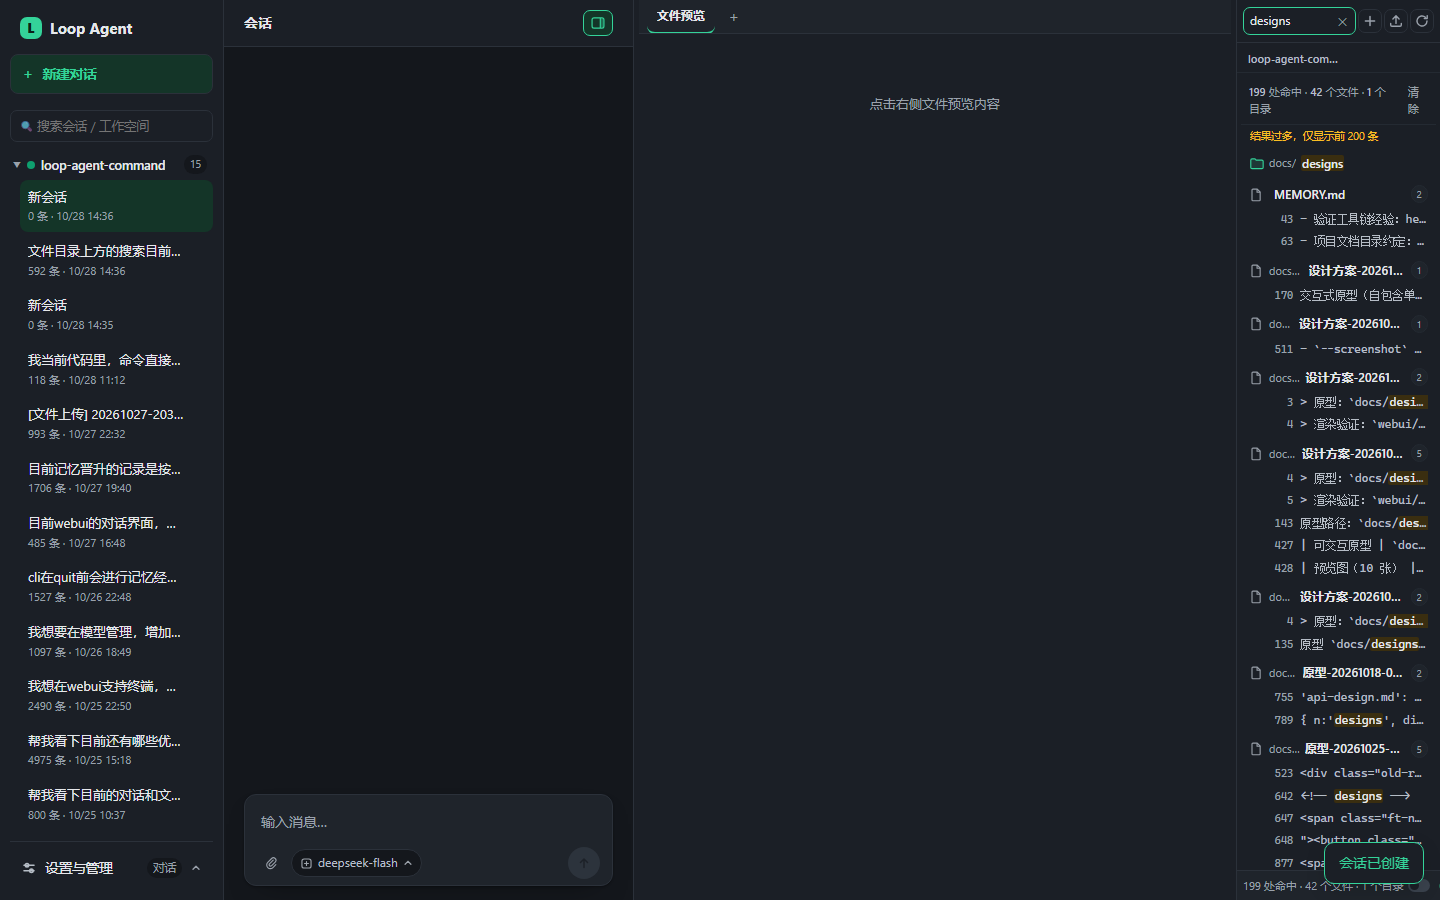 L Loop Agent
+ 新建对话
搜索会话 / 工作空间
loop-agent-command 15
新会话
0 条 · 10/28 14:36
文件目录上方的搜索目前...
592 条 · 10/28 14:36
新会话
0 条 · 10/28 14:35
我当前代码里，命令直接...
118 条 · 10/28 11:12
[文件上传] 20261027-203...
993 条 · 10/27 22:32
目前记忆晋升的记录是按...
1706 条 · 10/27 19:40
目前webui的对话界面，...
485 条 · 10/27 16:48
cli在quit前会进行记忆经...
1527 条 · 10/26 22:48
我想要在模型管理，增加...
1097 条 · 10/26 18:49
我想在webui支持终端，...
2490 条 · 10/25 22:50
帮我看下目前还有哪些优...
4975 条 · 10/25 15:18
帮我看下目前的对话和文...
800 条 · 10/25 10:37
设置与管理 对话
会话
输入消息...
deepseek-flash
文件预览 +
点击右侧文件预览内容
designs
loop-agent-com...
199 处命中 · 42 个文件 · 1 个目录
清除
结果过多，仅显示前 200 条
docs/ designs
MEMORY.md 2
43 - 验证工具链经验: he...
63 - 项目文档目录约定: ...
docs... 设计方案-20261... 1
170 交互式原型（自包含单...
do... 设计方案-202610... 1
511 - `--screenshot` ...
docs... 设计方案-20261... 2
3 > 原型: `docs/desi...
4 > 渲染验证: `webui/...
doc... 设计方案-202610... 5
4 > 原型: `docs/desi...
5 > 渲染验证: `webui/...
143 原型路径: `docs/des...
427 | 可交互原型 | `doc...
428 | 预览图（10 张） |...
do... 设计方案-202610... 2
4 > 原型: `docs/desi...
135 原型 `docs/designs...
doc... 原型-20261018-0... 2
755 'api-design.md': ...
789 { n:'designs', di...
docs... 原型-20261025-... 5
523 <div class="old-r...
642 <!-- designs -->
647 <span class="ft-n...
648 "><button class="...
877 <spa
会话已创建
199 处命中 · 42 个文件 · 1 个目录